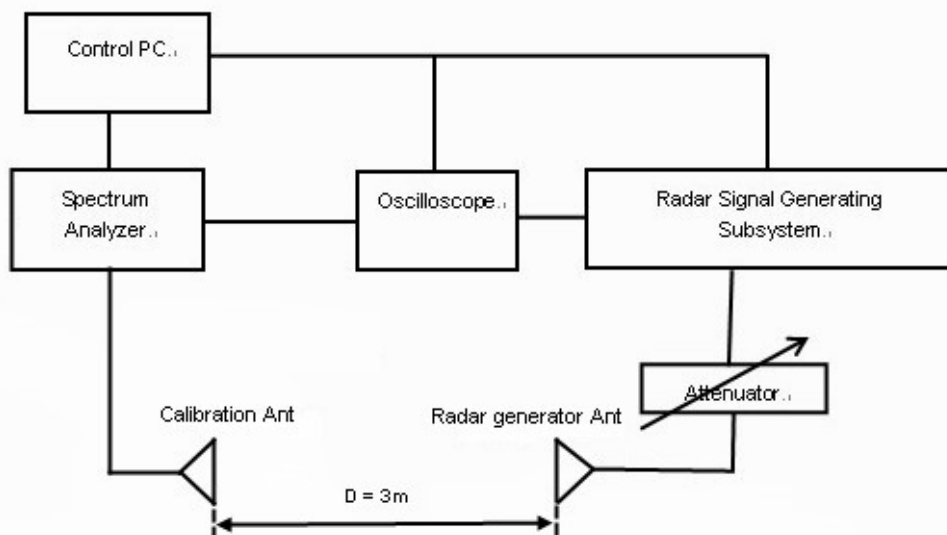 Control PC.
Spectrum
Analyzer.
Oscilloscope.
Radar Signal Generating
Subsystem.
Attenuator.
Calibration Ant
Radar generator Ant
D = 3m